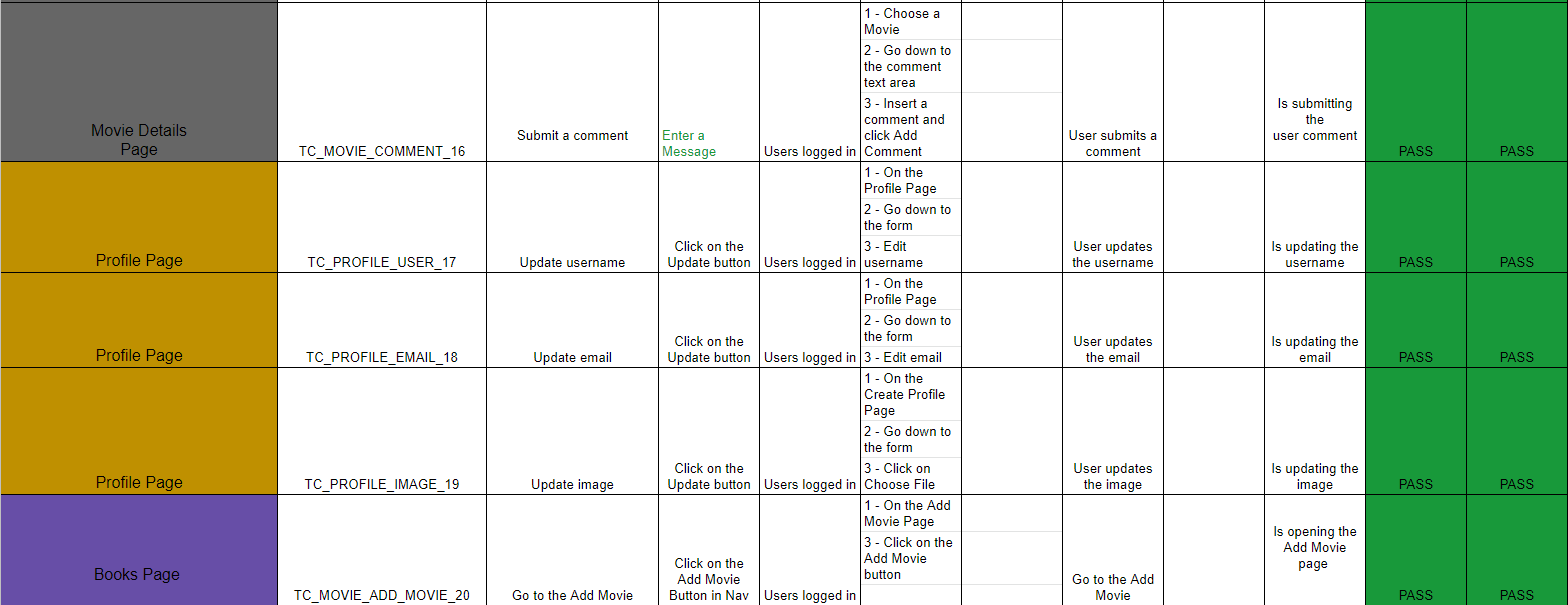 Movie Details
Page
TC_MOVIE_COMMENT_16
Submit a comment
Enter a
Message
Users logged in
1 - Choose a
Movie
2 - Go down to
the comment
text area
3 - Insert a
comment and
click Add
Comment
User submits a
comment
Is submitting
the
user comment
PASS
PASS
Profile Page
TC_PROFILE_USER_17
Update username
Click on the
Update button
Users logged in
1 - On the
Profile Page
2 - Go down to
the form
3 - Edit
username
User updates
the username
Is updating the
username
PASS
PASS
Profile Page
TC_PROFILE_EMAIL_18
Update email
Click on the
Update button
Users logged in
1 - On the
Profile Page
2 - Go down to
the form
3 - Edit email
User updates
the email
Is updating the
email
PASS
PASS
Profile Page
TC_PROFILE_IMAGE_19
Update image
Click on the
Update button
Users logged in
1 - On the
Create Profile
Page
2 - Go down to
the form
3 - Click on
Choose File
User updates
the image
Is updating the
image
PASS
PASS
Books Page
TC_MOVIE_ADD_MOVIE_20
Go to the Add Movie
Click on the
Add Movie
Button in Nav
Users logged in
1 - On the Add
Movie Page
3 - Click on the
Add Movie
button
Go to the Add
Movie
Is opening the
Add Movie
page
PASS
PASS